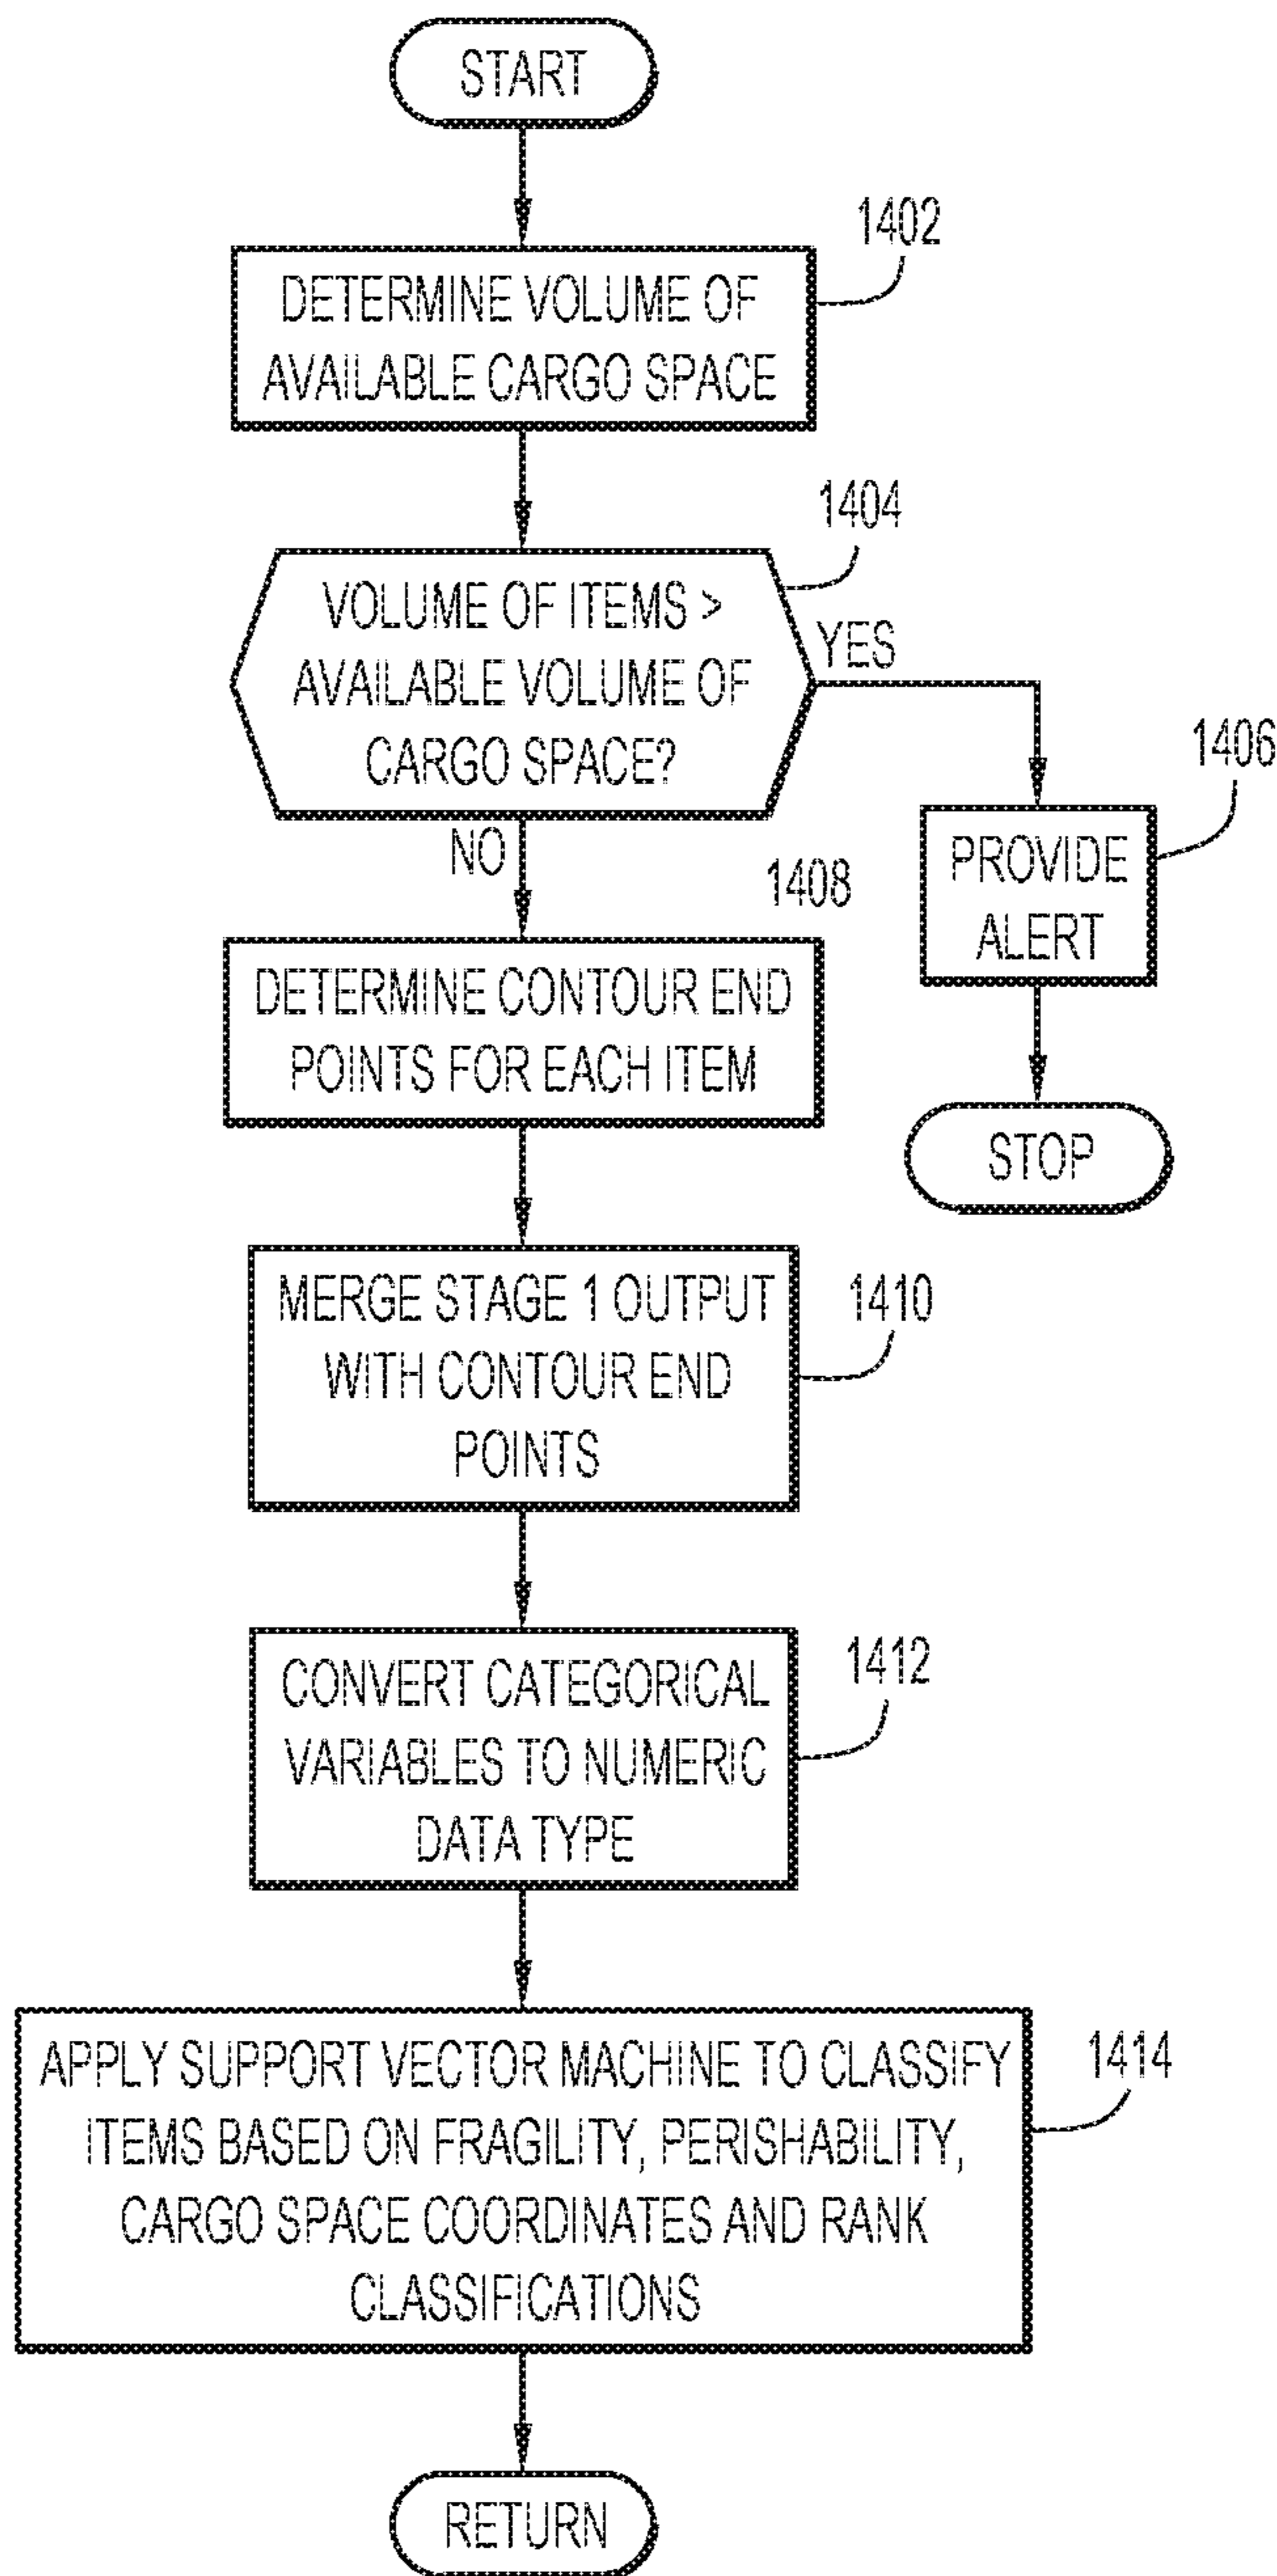 START
1402
DETERMINE VOLUME OF
AVAILABLE CARGO SPACE
1404
VOLUME OF ITEMS >
AVAILABLE VOLUME OF
CARGO SPACE?
YES
1406
PROVIDE
ALERT
STOP
NO
1408
DETERMINE CONTOUR END
POINTS FOR EACH ITEM
1410
MERGE STAGE 1 OUTPUT
WITH CONTOUR END
POINTS
1412
CONVERT CATEGORICAL
VARIABLES TO NUMERIC
DATA TYPE
1414
APPLY SUPPORT VECTOR MACHINE TO CLASSIFY
ITEMS BASED ON FRAGILITY, PERISHABILITY,
CARGO SPACE COORDINATES AND RANK
CLASSIFICATIONS
RETURN